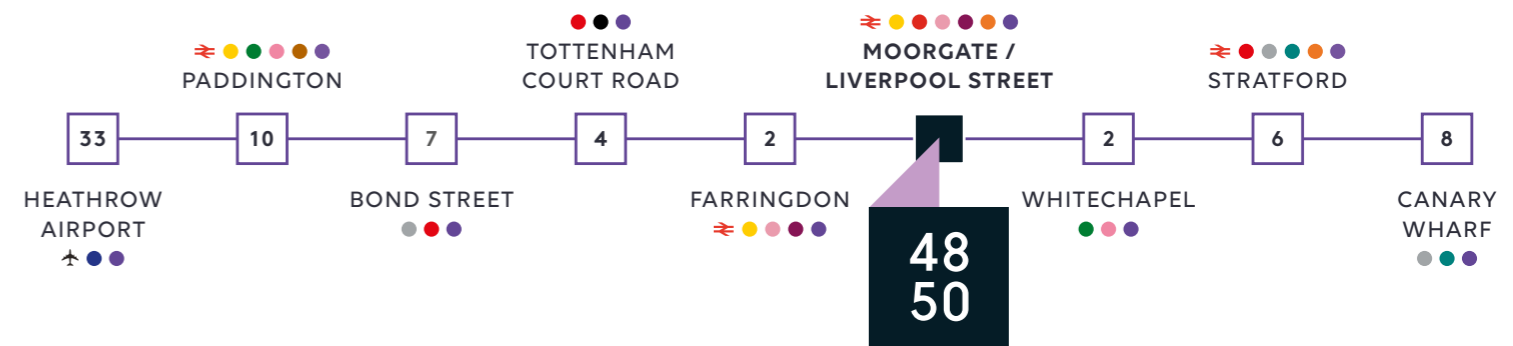 PADDINGTON
TOTTENHAM
COURT ROAD
MOORGATE /
LIVERPOOL STREET
STRATFORD
33
10
7
4
2
2
6
8
HEATHROW
AIRPORT
BOND STREET
FARRINGDON
WHITECHAPEL
CANARY
WHARF
48
50